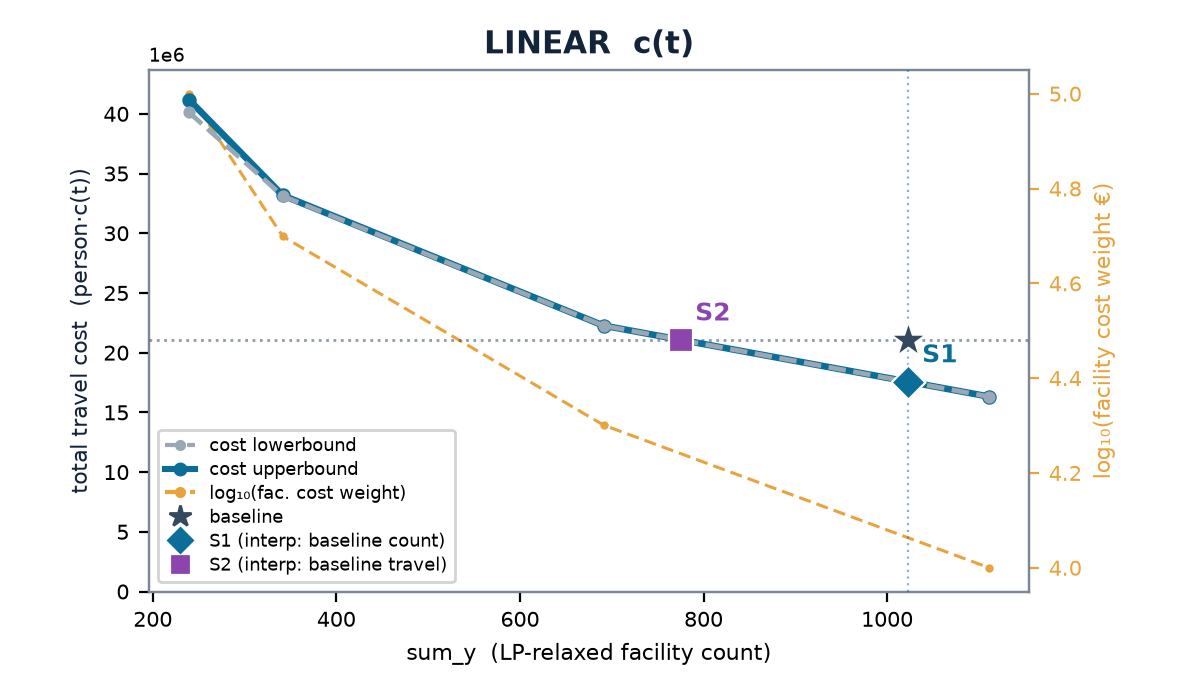 LINEAR c(t)
1e6
40
35
30
25
20
15
10
5
0
total travel cost (person·c(t))
5.0
4.8
4.6
4.4
4.2
4.0
log₁₀(facility cost weight €)
S2
S1
cost lowerbound
cost upperbound
log₁₀(fac. cost weight)
baseline
S1 (interp: baseline count)
S2 (interp: baseline travel)
200
400
600
800
1000
sum_y (LP-relaxed facility count)